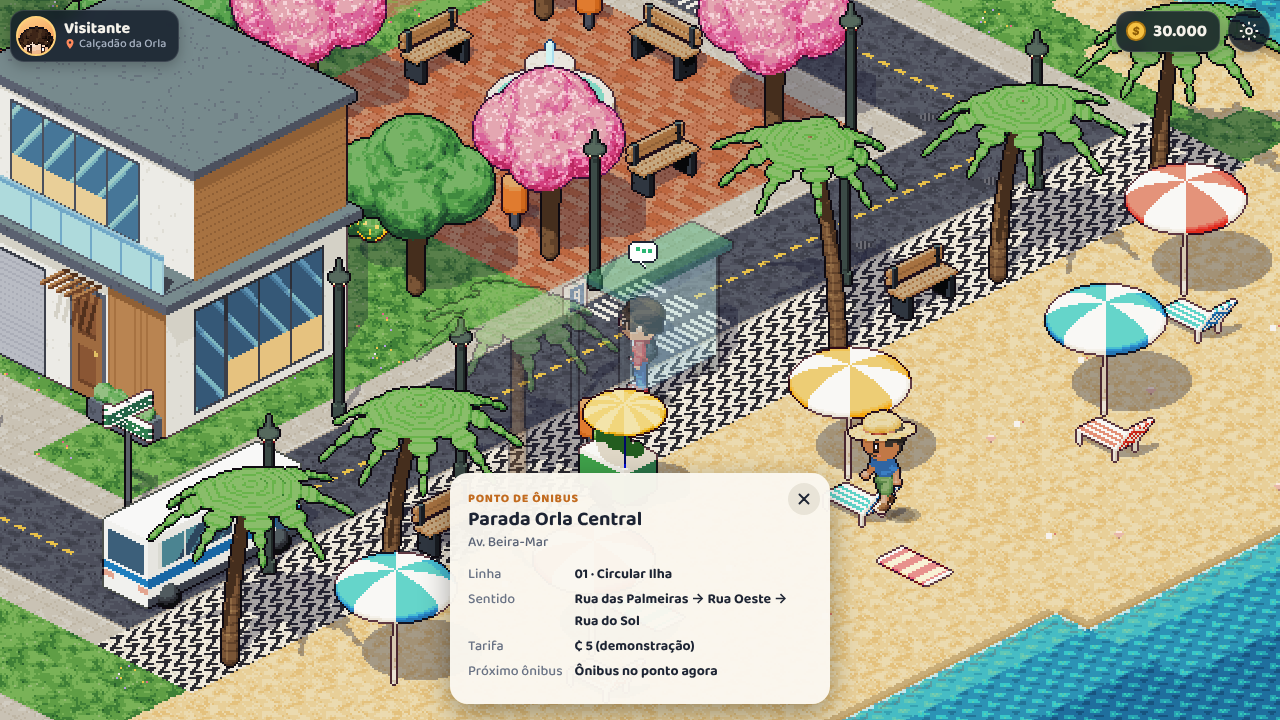 Visitante
Calçadão da Orla
30.000
PONTO DE ÔNIBUS
Parada Orla Central
Av. Beira-Mar
Linha 01 · Circular Ilha
Sentido Rua das Palmeiras → Rua Oeste →
Rua do Sol
Tarifa ₵ 5 (demonstração)
Próximo ônibus Ônibus no ponto agora